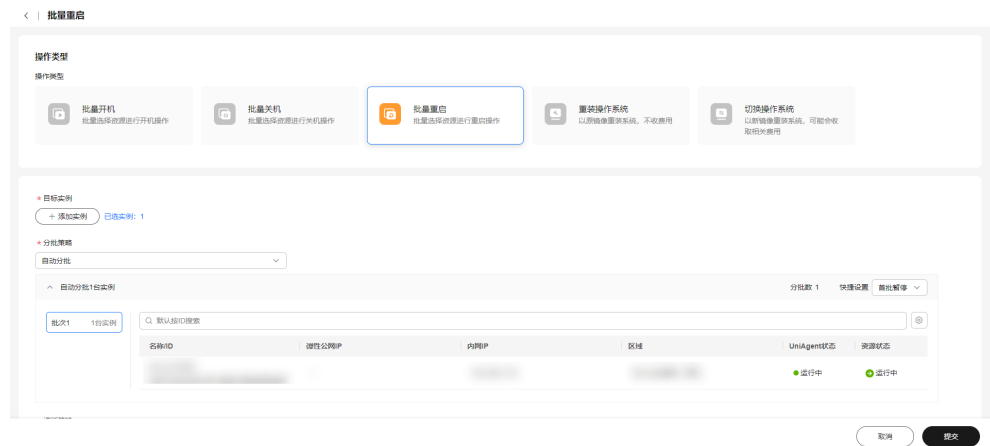 批量重启
操作类型
操作类型
批量开机
批量选择资源进行开机操作
批量关机
批量选择资源进行关机操作
批量重启
批量选择资源进行重启操作
重装操作系统
以原镜像重装系统，不收费用
切换操作系统
以新镜像重装系统，可能会收
取相关费用
* 目标实例
+ 添加实例 已选实例：1
* 分批策略
自动分批
自动分批1台实例 分批数 1 快捷设置 首批暂停
批次1 1台实例
默认按ID搜索
名称/ID 弹性公网IP 内网IP 区域 UniAgent状态 资源状态
运行中 运行中
取消 提交